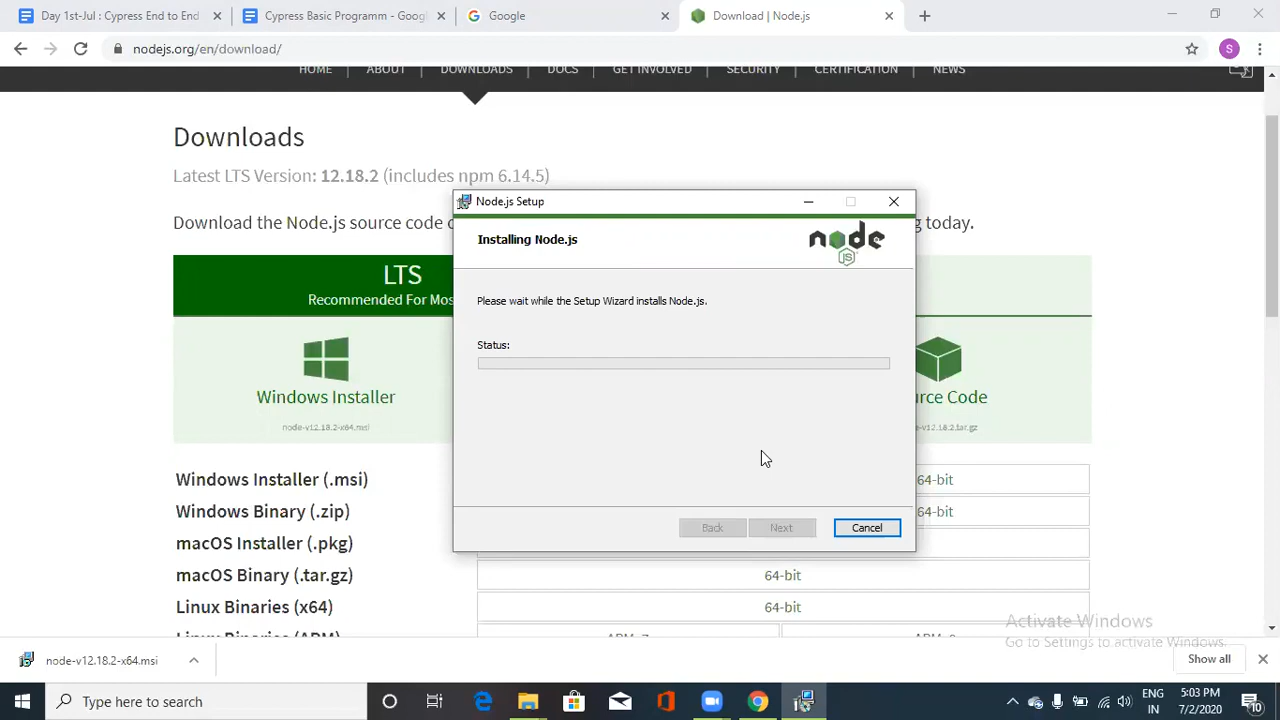 Day 1st-Jul : Cypress End to End
Cypress Basic Programm - Goog
Google
Download | Node.js
nodejs.org/en/download/
S
HOME
ABOUT
DOWNLOADS
DOCS
GET INVOLVED
SECURITY
CERTIFICATION
NEWS
Downloads
Latest LTS Version: 12.18.2 (includes npm 6.14.5)
Download the Node.js source code
g today.
LTS
Recommended For Mos
Windows Installer
node-v12.18.2-x64.msi
urce Code
e-v12.18.2.tar.gz
Node.js Setup
Installing Node.js
node
JS
Please wait while the Setup Wizard installs Node.js.
Status:
Back
Next
Cancel
Windows Installer (.msi)
64-bit
Windows Binary (.zip)
64-bit
macOS Installer (.pkg)
macOS Binary (.tar.gz)
64-bit
Linux Binaries (x64)
64-bit
Linux Binaries (ARM)
Activate Windows
Go to Settings to activate Windows.
node-v12.18.2-x64.msi
Show all
Type here to search
ENG
IN
5:03 PM
7/2/2020
10